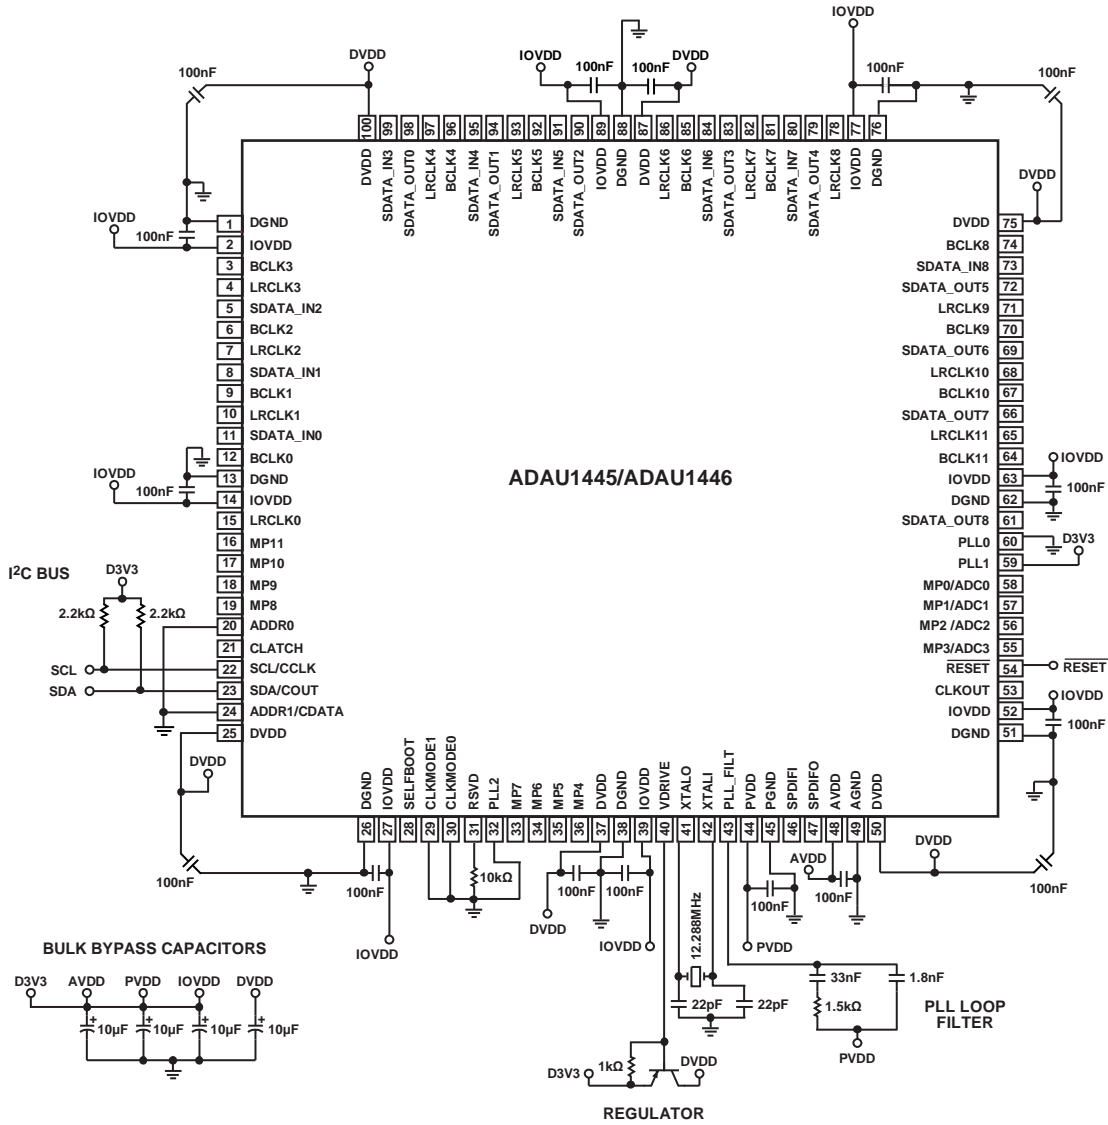 IOVDD
DVDD
IOVDD
DVDD
100nF
100nF
100nF
100nF
100nF
100
99
98
97
96
95
94
93
92
91
90
89
88
87
86
85
84
83
82
81
80
79
78
77
76
DVDD
SDATA_IN3
SDATA_OUT0
LRCLK4
BCLK4
SDATA_IN4
SDATA_OUT1
LRCLK5
BCLK5
SDATA_IN5
SDATA_OUT2
IOVDD
DGND
DVDD
LRCLK6
BCLK6
SDATA_IN6
SDATA_OUT3
LRCLK7
BCLK7
SDATA_IN7
SDATA_OUT4
LRCLK8
IOVDD
DGND
IOVDD
100nF
1 DGND
2 IOVDD
3 BCLK3
4 LRCLK3
5 SDATA_IN2
6 BCLK2
7 LRCLK2
8 SDATA_IN1
9 BCLK1
10 LRCLK1
11 SDATA_IN0
12 BCLK0
13 DGND
14 IOVDD
15 LRCLK0
16 MP11
17 MP10
18 MP9
19 MP8
20 ADDR0
21 CLATCH
22 SCL/CCLK
23 SDA/COUT
24 ADDR1/CDATA
25 DVDD
IOVDD
100nF
I2C BUS
D3V3
2.2kΩ
2.2kΩ
SCL
SDA
ADAU1445/ADAU1446
DVDD
DVDD 75
BCLK8 74
SDATA_IN8 73
SDATA_OUT5 72
LRCLK9 71
BCLK9 70
SDATA_OUT6 69
LRCLK10 68
BCLK10 67
SDATA_OUT7 66
LRCLK11 65
BCLK11 64
IOVDD 63
DGND 62
SDATA_OUT8 61
PLL0 60
PLL1 59
MP0/ADC0 58
MP1/ADC1 57
MP2 /ADC2 56
MP3/ADC3 55
RESET 54
CLKOUT 53
IOVDD 52
DGND 51
IOVDD
100nF
D3V3
RESET
IOVDD
100nF
DVDD
DGND
IOVDD
SELFBOOT
CLKMODE1
CLKMODE0
RSVD
PLL2
MP7
MP6
MP5
MP4
DVDD
DGND
IOVDD
VDRIVE
XTALO
XTALI
PLL_FILT
PVDD
PGND
SPDIFI
SPDIFO
AVDD
AGND
DVDD
26
27
28
29
30
31
32
33
34
35
36
37
38
39
40
41
42
43
44
45
46
47
48
49
50
100nF
100nF
10kΩ
100nF
100nF
100nF
AVDD
100nF
DVDD
100nF
IOVDD
DVDD
IOVDD
12.288MHz
PVDD
22pF
22pF
33nF
1.8nF
1.5kΩ
PVDD
PLL LOOP
FILTER
BULK BYPASS CAPACITORS
D3V3
AVDD
PVDD
IOVDD
DVDD
+
+
+
+
10µF
10µF
10µF
10µF
1kΩ
D3V3
DVDD
REGULATOR